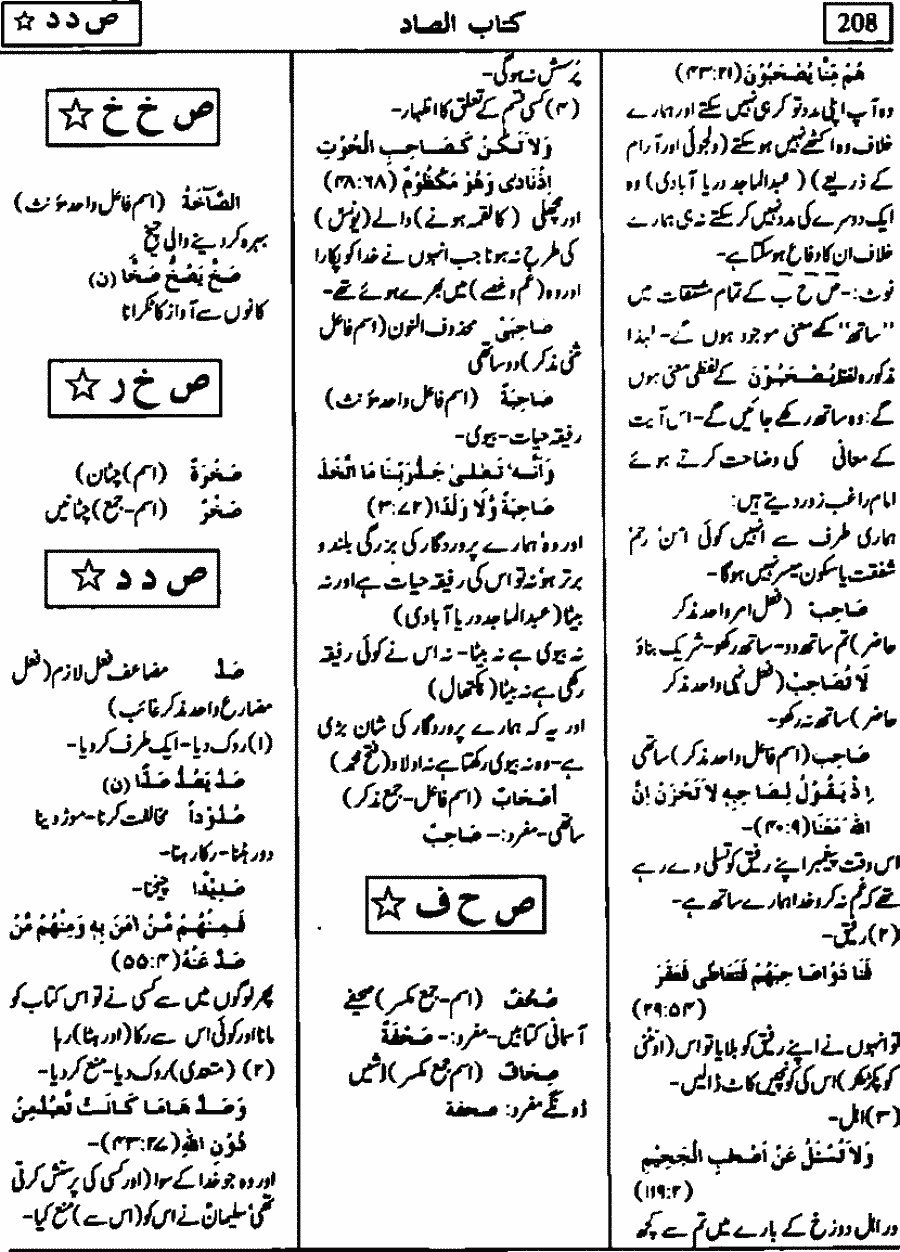 208
کتاب الصاد
ص د د ☆
هُمْ مِّنَّا يُصْحَبُوْنَ(۴۳:۲۱)
وہ آپ اپنی مدد تو کر ہی نہیں سکتے اور ہمارے
خلاف وہ اکٹھے نہیں ہو سکتے (دلجوئی اور آرام
کے ذریعے) (عبدالماجد دریا آبادی) وہ
ایک دوسرے کی مدد نہیں کر سکتے نہ ہی ہمارے
خلاف ان کا دفاع ہو سکتا ہے-
نوٹ:- ص ح ب کے تمام مشتقات میں
"ساتھ" کے معنی موجود ہوں گے- لہذا
مذکورہ لفظ يُصْحَبُوْنَ کے لفظی معنی ہوں
گے: وہ ساتھ رکھے جائیں گے- اس آیت
کے معانی کی وضاحت کرتے ہوئے
امام راغب زور دیتے ہیں:
ہماری طرف سے انہیں کوئی امن' رحم'
شفقت یا سکون میسر نہیں ہوگا-
صَاحِبْ (فعل امر واحد مذکر
حاضر) تم ساتھ دو- ساتھ رکھو- شریک بناؤ
لَا تُصَاحِبْ (فعل نہی واحد مذکر
حاضر) ساتھ نہ رکھو-
صَاحِب (اسم فاعل واحد مذکر) ساتھی
اِذْ يَقُوْلُ لِصَاحِبِهٖ لَا تَحْزَنْ اِنَّ
اللّٰهَ مَعَنَا(۴۰:۹)-
اس وقت پیغمبر اپنے رفیق کو تسلی دے رہے
تھے کہ غم نہ کرو خدا ہمارے ساتھ ہے-
(۲) رفیق-
فَنَادَوْا صَاحِبَهُمْ فَتَعَاطٰى فَعَقَرَ
(۲۹:۵۴)
تو انہوں نے اپنے رفیق کو بلایا تو اس (اونٹنی
کو پکڑ کر) اس کی کونچیں کاٹ ڈالیں-
(۳) اہل-
وَلَا تُسْئَلُ عَنْ اَصْحٰبِ الْجَحِيْمِ
(۱۱۹:۲)
در اہل دوزخ کے بارے میں تم سے کچھ
پرسش نہ ہوگی-
(۴) کسی قسم کے تعلق کا اظہار-
وَلَا تَكُنْ كَصَاحِبِ الْحُوْتِ
اِذْنَادٰى وَهُوَ مَكْظُوْمٌ (۴۸:۶۸)
اور مچھلی (کا لقمہ ہونے) والے (یونس)
کی طرح نہ ہونا جب انہوں نے خدا کو پکارا
اور وہ (غم و غصے) میں بھرے ہوئے تھے-
صَاحِبَىْ محذوف النون (اسم فاعل
مثنی مذکر) دو ساتھی
صَاحِبَةٌ (اسم فاعل واحد مؤنث)
رفیقہ حیات- بیوی-
وَاَنَّهٗ تَعٰلٰى جَدُّرَبِّنَا مَا اتَّخَذَ
صَاحِبَةً وَّلَا وَلَدًا(۳:۷۲)
اور وہ ہمارے پروردگار کی بزرگی بلند و
برتر ہو نہ تو اس کی رفیقہ حیات ہے اور نہ
بیٹا (عبدالماجد دریا آبادی)
نہ بیوی ہے نہ بیٹا- نہ اس نے کوئی رفیقہ
رکھی ہے نہ بیٹا (پکتھال)
اور یہ کہ ہمارے پروردگار کی شان بڑی
ہے- وہ نہ بیوی رکھتا ہے نہ اولاد (فتح محمد)
اَصْحَابٌ (اسم فاعل- جمع مذکر)
ساتھی- مفرد:- صَاحِبٌ
ص ح ف ☆
صُحُفٌ (اسم- جمع مکسر) صحیفے
آسمانی کتابیں- مفرد:- صَحْفَةٌ
صِحَافٌ (اسم جمع مکسر) ڈشیں
ڈونگے مفرد: صحفة
ص خ خ ☆
الصَّآخَّةُ (اسم فاعل واحد مؤنث)
بہرہ کر دینے والی چیخ
صَخَّ يَصُخُّ صَخًّا (ن)
کانوں سے آواز کا ٹکرانا
ص خ ر ☆
صَخْرَةٌ (اسم) چٹان)
صَخْرٌ (اسم- جمع) چٹانیں
ص د د ☆
صَدَّ مضاعف فعل لازم (فعل
مضارع واحد مذکر غائب)
(۱) روک دیا- ایک طرف کر دیا-
صَدَّ يَصُدُّ صَدًّا (ن)
صُدُوْداً مخالفت کرنا- موڑ دینا
دور ہٹنا- رکا رہنا-
صَدِيْدًا چیخنا-
فَمِنْهُمْ مَّنْ اٰمَنَ بِهٖ وَمِنْهُمْ مَّنْ
صَدَّ عَنْهُ(۵۵:۴)
پھر لوگوں میں سے کسی نے تو اس کتاب کو
مانا اور کوئی اس سے رکا (اور ہٹا) رہا
(۲) (متعدی) روک دیا- منع کر دیا-
وَصَدَّهَامَا كَانَتْ تَّعْبُدُمِنْ
دُوْنِ اللّٰهِ(۴۳:۲۷)-
اور وہ جو خدا کے سوا (اور کسی کی پرستش کرتی
تھی' سلیمانؑ نے اس کو (اس سے) منع کیا-